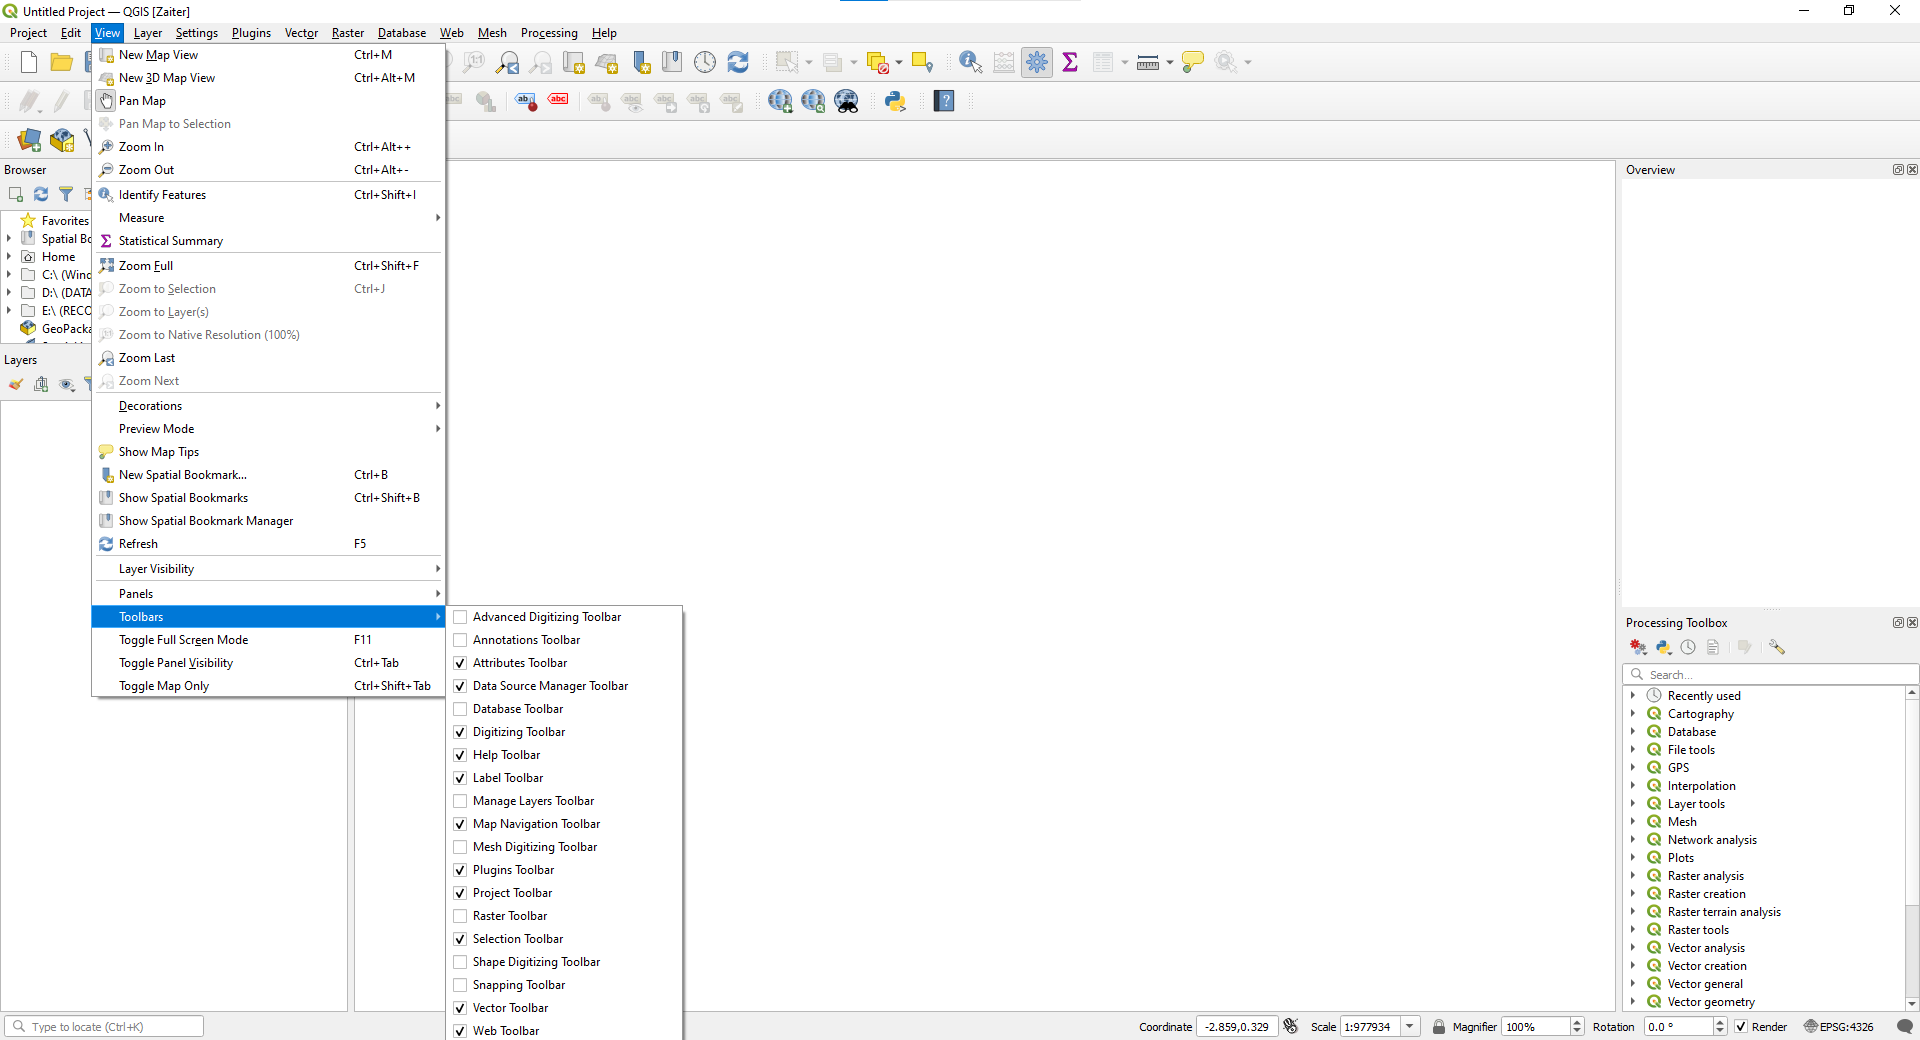 Untitled Project — QGIS [Zaiter]
Project Edit View Layer Settings Plugins Vector Raster Database Web Mesh Processing Help
New Map View Ctrl+M
New 3D Map View Ctrl+Alt+M
Pan Map
Pan Map to Selection
Zoom In Ctrl+Alt++
Zoom Out Ctrl+Alt+-
Identify Features Ctrl+Shift+I
Measure
Statistical Summary
Zoom Full Ctrl+Shift+F
Zoom to Selection Ctrl+J
Zoom to Layer(s)
Zoom to Native Resolution (100%)
Zoom Last
Zoom Next
Decorations
Preview Mode
Show Map Tips
New Spatial Bookmark... Ctrl+B
Show Spatial Bookmarks Ctrl+Shift+B
Show Spatial Bookmark Manager
Refresh F5
Layer Visibility
Panels
Toolbars
Toggle Full Screen Mode F11
Toggle Panel Visibility Ctrl+Tab
Toggle Map Only Ctrl+Shift+Tab
Advanced Digitizing Toolbar
Annotations Toolbar
Attributes Toolbar
Data Source Manager Toolbar
Database Toolbar
Digitizing Toolbar
Help Toolbar
Label Toolbar
Manage Layers Toolbar
Map Navigation Toolbar
Mesh Digitizing Toolbar
Plugins Toolbar
Project Toolbar
Raster Toolbar
Selection Toolbar
Shape Digitizing Toolbar
Snapping Toolbar
Vector Toolbar
Web Toolbar
Browser
Favorites
Spatial Bo
Home
C:\ (Wind
D:\ (DATA
E:\ (RECO
GeoPacka
Layers
Overview
Processing Toolbox
Search...
Recently used
Cartography
Database
File tools
GPS
Interpolation
Layer tools
Mesh
Network analysis
Plots
Raster analysis
Raster creation
Raster terrain analysis
Raster tools
Vector analysis
Vector creation
Vector general
Vector geometry
Type to locate (Ctrl+K)
Coordinate -2.859,0.329 Scale 1:977934 Magnifier 100% Rotation 0.0 ° Render EPSG:4326